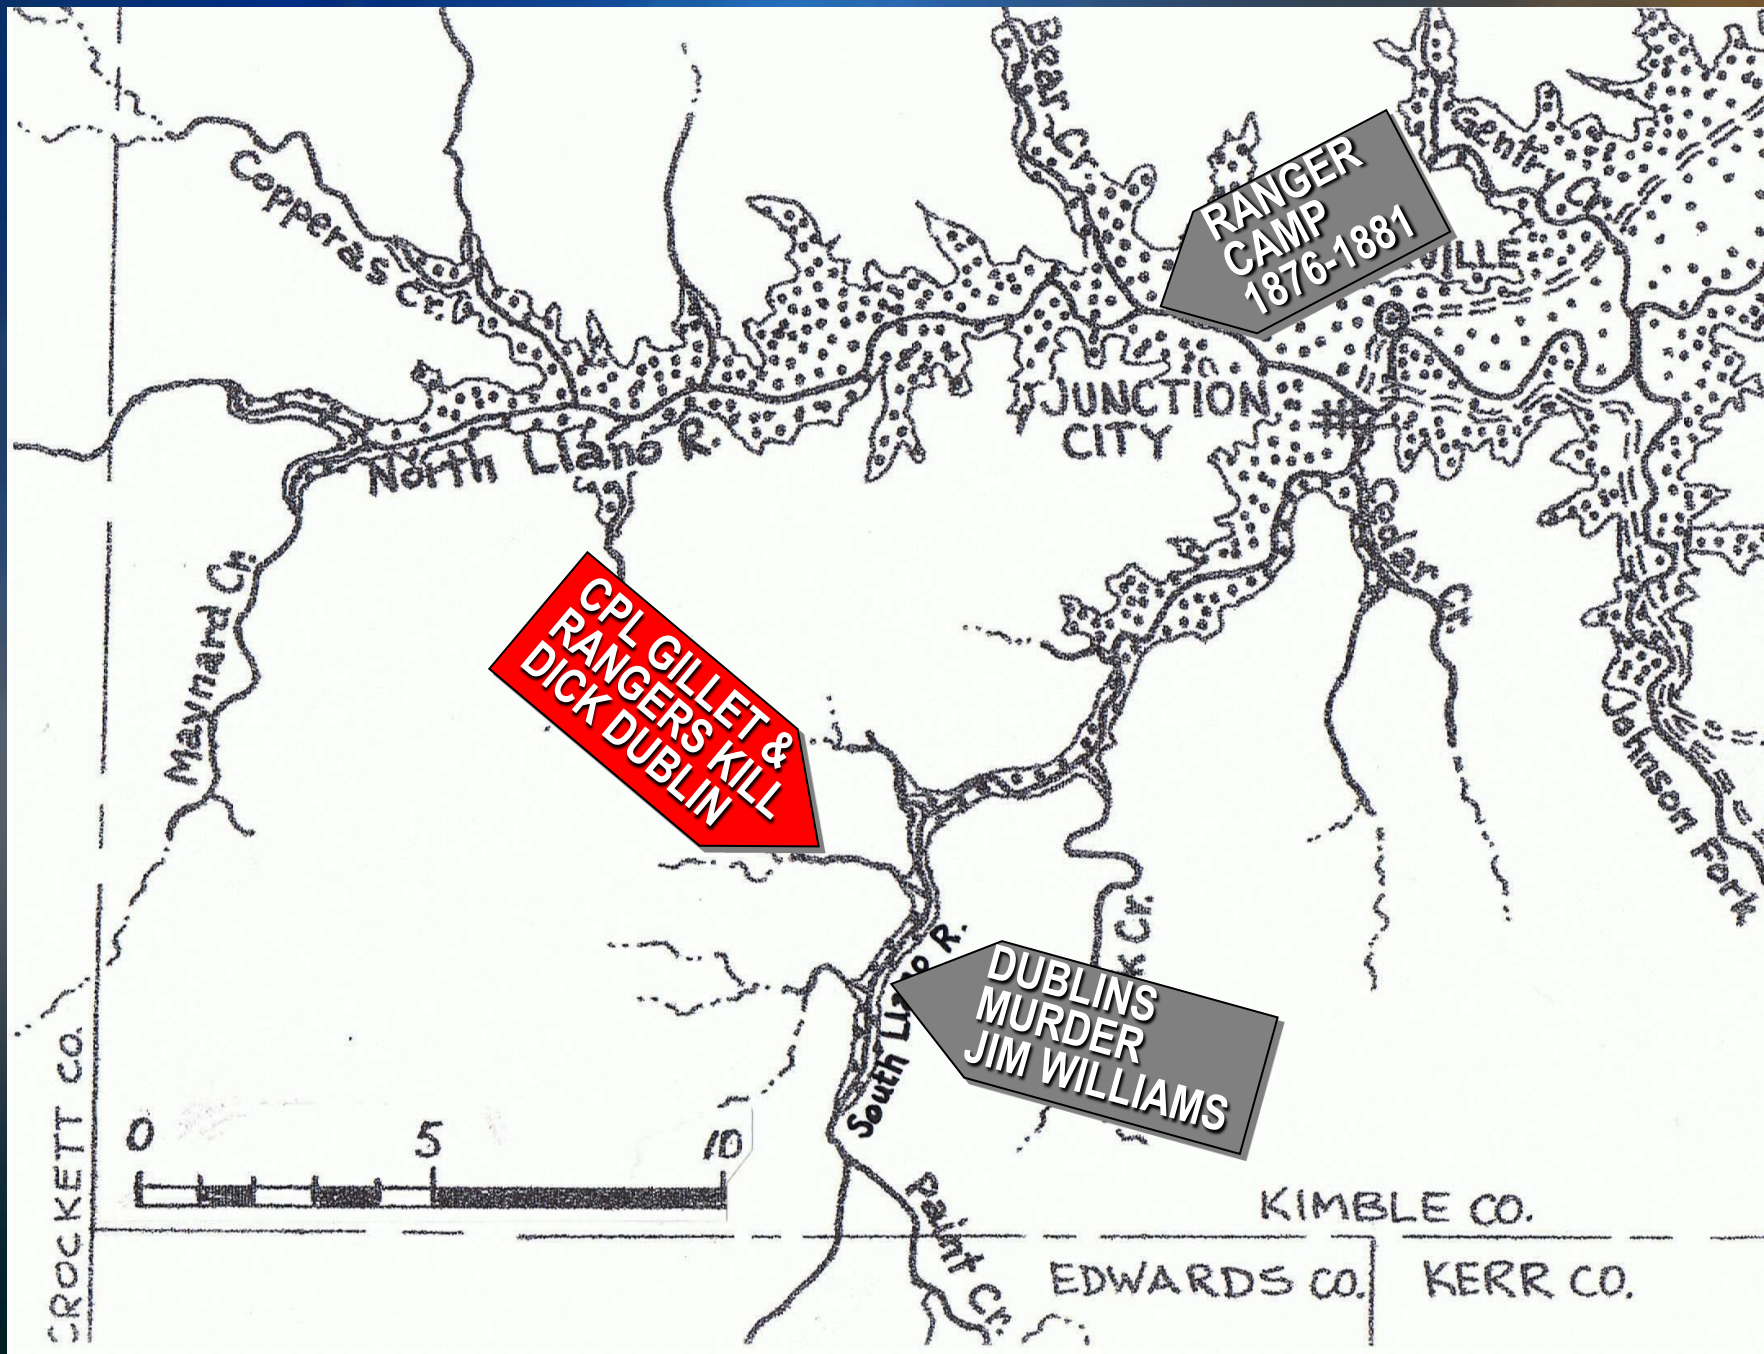 Bear Cr.
Gentry Cr.
Copperas Cr.
RANGER
CAMP
1876-1881
JUNCTION
CITY
North Llano R.
Cedar Cr.
Maynard Cr.
CPL GILLET &
RANGERS KILL
DICK DUBLIN
Johnson Fork
Cr.
South Llano R.
DUBLINS
MURDER
JIM WILLIAMS
CROCKETT CO.
0 5 10
Paint Cr.
KIMBLE CO.
EDWARDS CO.
KERR CO.